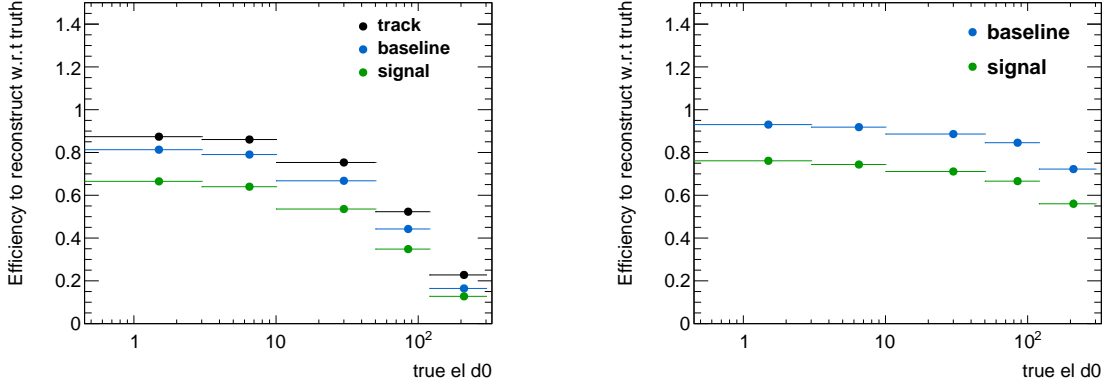 Efficiency to reconstruct w.r.t truth
1.4
1.2
1
0.8
0.6
0.4
0.2
0
track
baseline
signal
1
10
10²
true el d0
Efficiency to reconstruct w.r.t truth
1.4
1.2
1
0.8
0.6
0.4
0.2
0
baseline
signal
1
10
10²
true el d0